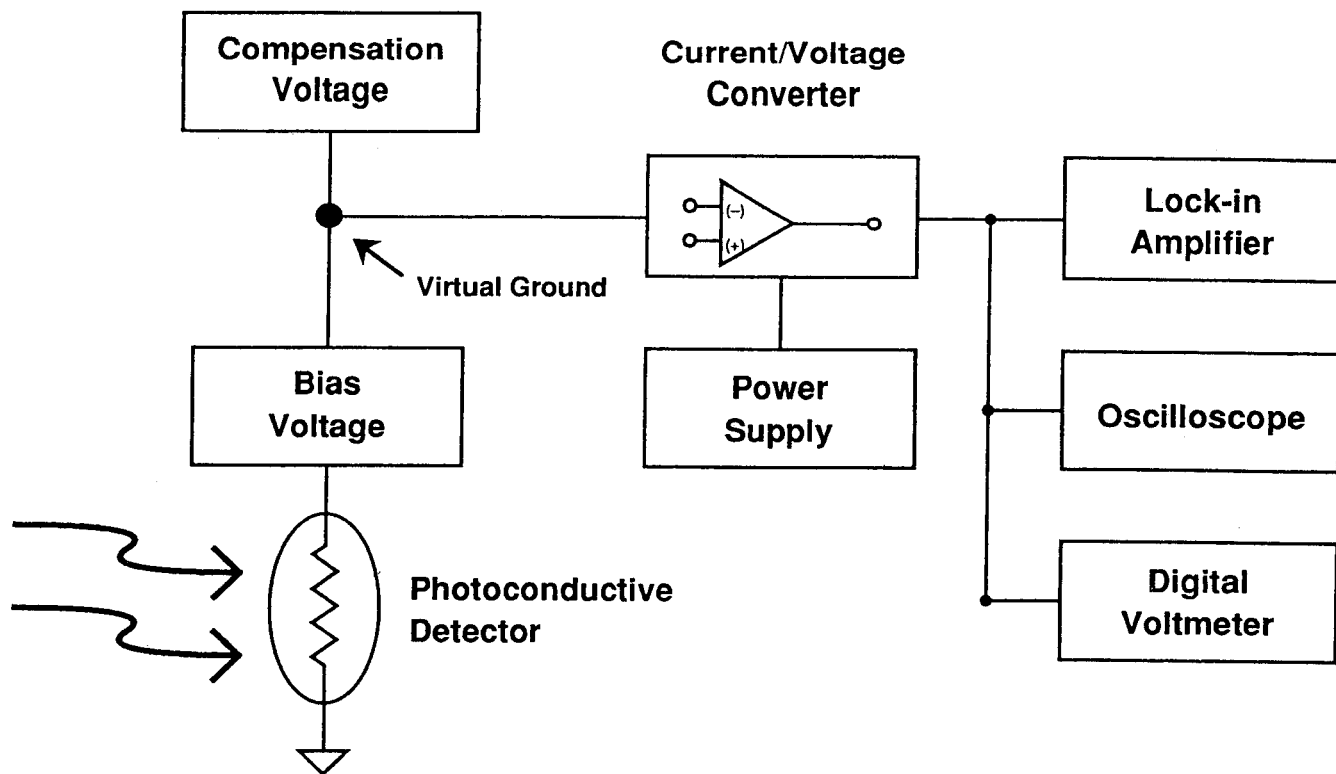 Compensation
Voltage
Current/Voltage
Converter
(–)
(+)
Lock-in
Amplifier
Virtual Ground
Bias
Voltage
Power
Supply
Oscilloscope
Photoconductive
Detector
Digital
Voltmeter